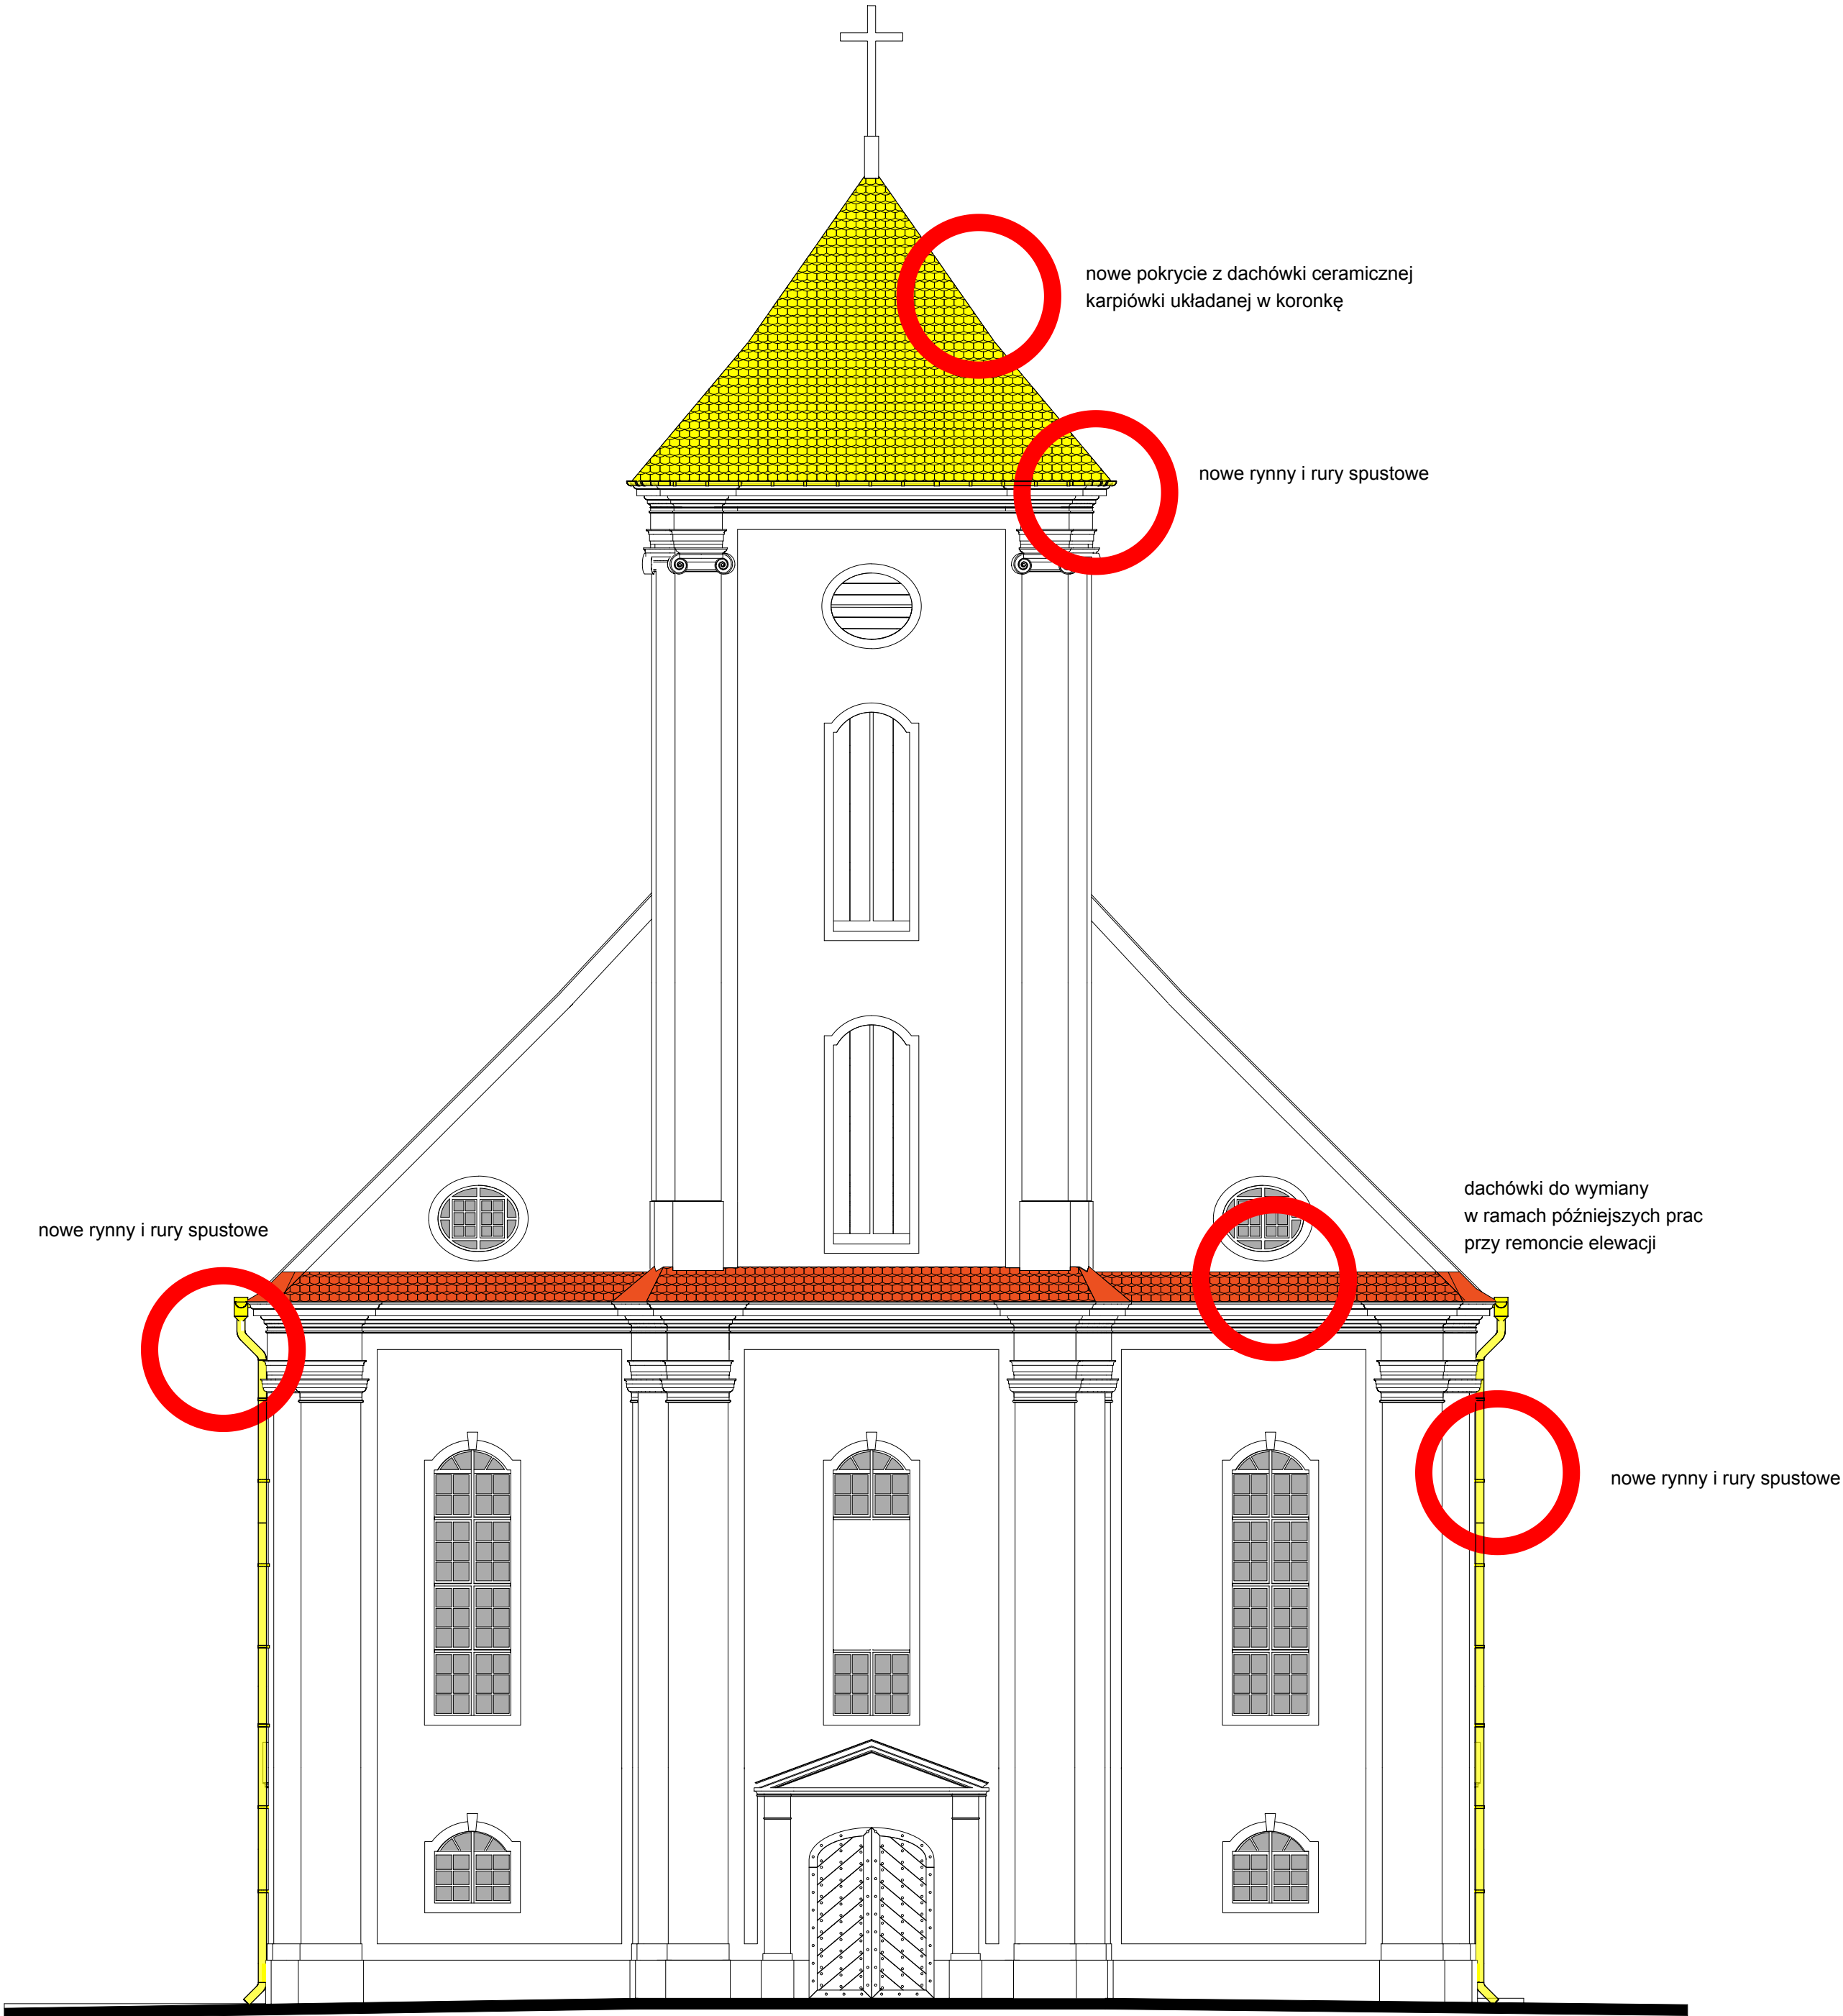 nowe pokrycie z dachówki ceramicznej
karpiówki układanej w koronkę
nowe rynny i rury spustowe
dachówki do wymiany
w ramach późniejszych prac
przy remoncie elewacji
nowe rynny i rury spustowe
nowe rynny i rury spustowe